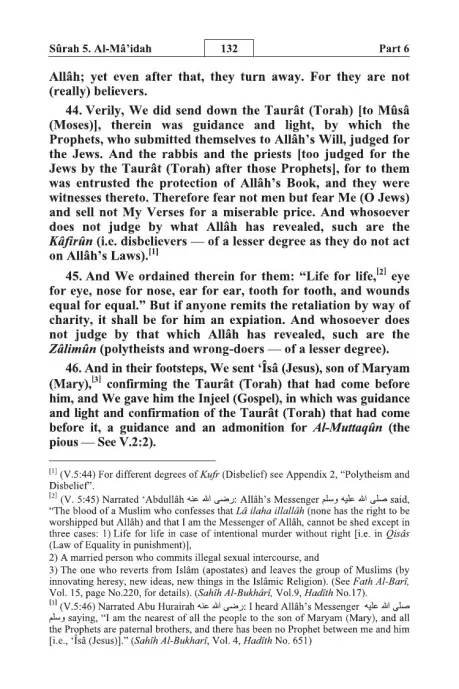 Sûrah 5. Al-Mâ’idah 132 Part 6
Allâh; yet even after that, they turn away. For they are not
(really) believers.
44. Verily, We did send down the Taurât (Torah) [to Mûsâ
(Moses)], therein was guidance and light, by which the
Prophets, who submitted themselves to Allâh’s Will, judged for
the Jews. And the rabbis and the priests [too judged for the
Jews by the Taurât (Torah) after those Prophets], for to them
was entrusted the protection of Allâh’s Book, and they were
witnesses thereto. Therefore fear not men but fear Me (O Jews)
and sell not My Verses for a miserable price. And whosoever
does not judge by what Allâh has revealed, such are the
Kâfirûn (i.e. disbelievers — of a lesser degree as they do not act
on Allâh’s Laws).[1]
45. And We ordained therein for them: “Life for life,[2] eye
for eye, nose for nose, ear for ear, tooth for tooth, and wounds
equal for equal.” But if anyone remits the retaliation by way of
charity, it shall be for him an expiation. And whosoever does
not judge by that which Allâh has revealed, such are the
Zâlimûn (polytheists and wrong-doers — of a lesser degree).
46. And in their footsteps, We sent ‘Îsâ (Jesus), son of Maryam
(Mary),[3] confirming the Taurât (Torah) that had come before
him, and We gave him the Injeel (Gospel), in which was guidance
and light and confirmation of the Taurât (Torah) that had come
before it, a guidance and an admonition for Al-Muttaqûn (the
pious — See V.2:2).
[1] (V.5:44) For different degrees of Kufr (Disbelief) see Appendix 2, “Polytheism and
Disbelief”.
[2] (V. 5:45) Narrated ‘Abdullâh رضى الله عنه: Allâh’s Messenger صلى الله عليه وسلم said,
“The blood of a Muslim who confesses that Lâ ilaha illallâh (none has the right to be
worshipped but Allâh) and that I am the Messenger of Allâh, cannot be shed except in
three cases: 1) Life for life in case of intentional murder without right [i.e. in Qisâs
(Law of Equality in punishment)],
2) A married person who commits illegal sexual intercourse, and
3) The one who reverts from Islâm (apostates) and leaves the group of Muslims (by
innovating heresy, new ideas, new things in the Islâmic Religion). (See Fath Al-Barî,
Vol. 15, page No.220, for details). (Sahîh Al-Bukhârî, Vol.9, Hadîth No.17).
[3] (V.5:46) Narrated Abu Hurairah رضى الله عنه: I heard Allâh’s Messenger صلى الله عليه
وسلم saying, “I am the nearest of all the people to the son of Maryam (Mary), and all
the Prophets are paternal brothers, and there has been no Prophet between me and him
[i.e., ‘Îsâ (Jesus)].” (Sahîh Al-Bukharî, Vol. 4, Hadîth No. 651)